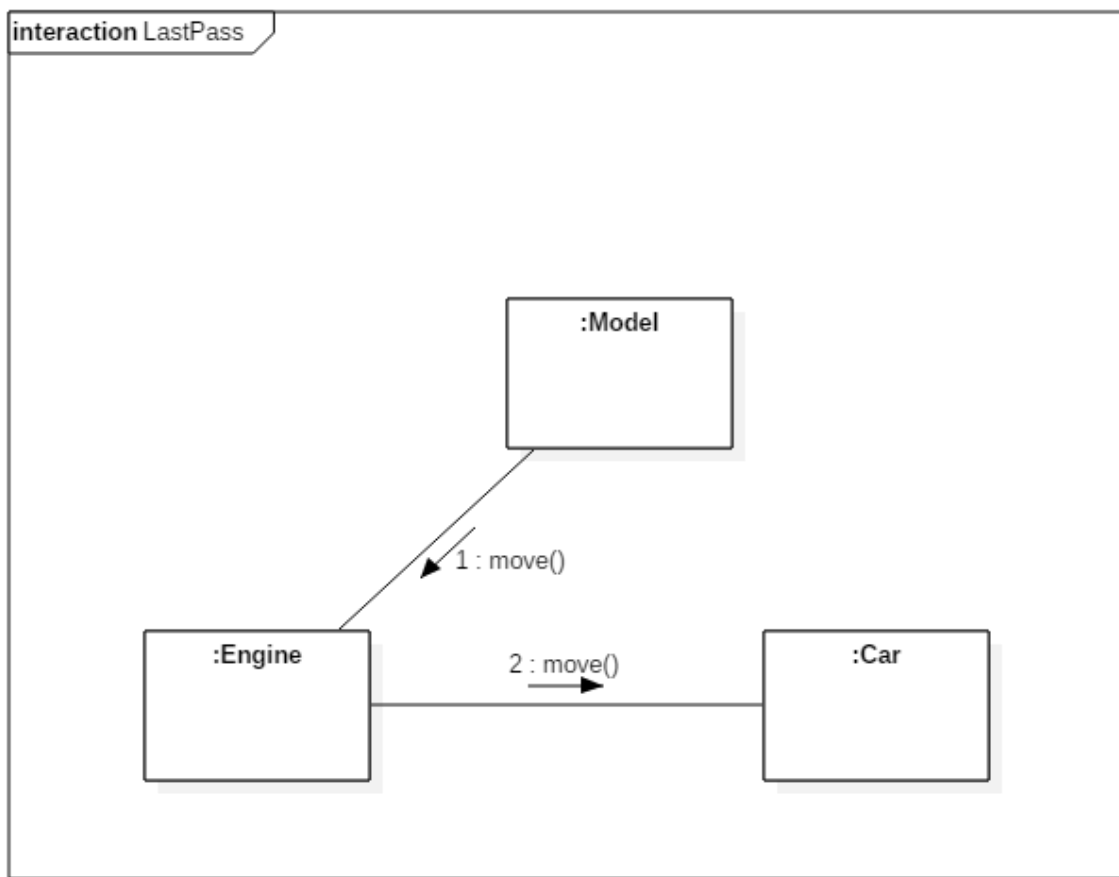 interaction LastPass
:Model
1 : move()
:Engine
2 : move()
:Car